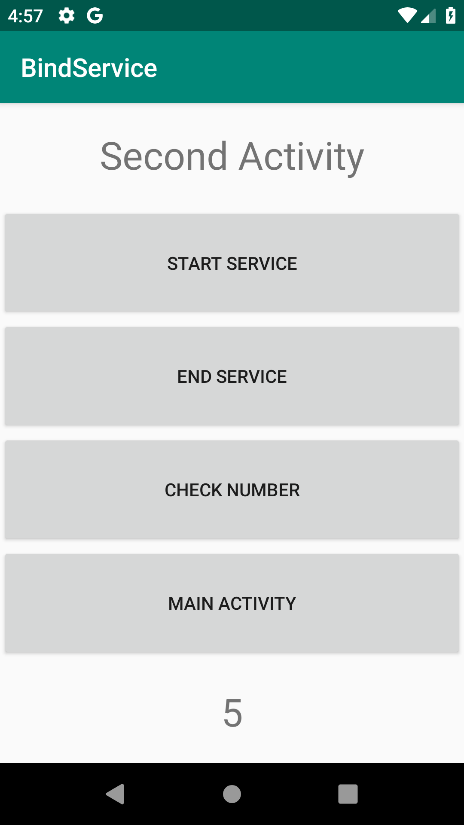 4:57
BindService
Second Activity
START SERVICE
END SERVICE
CHECK NUMBER
MAIN ACTIVITY
5